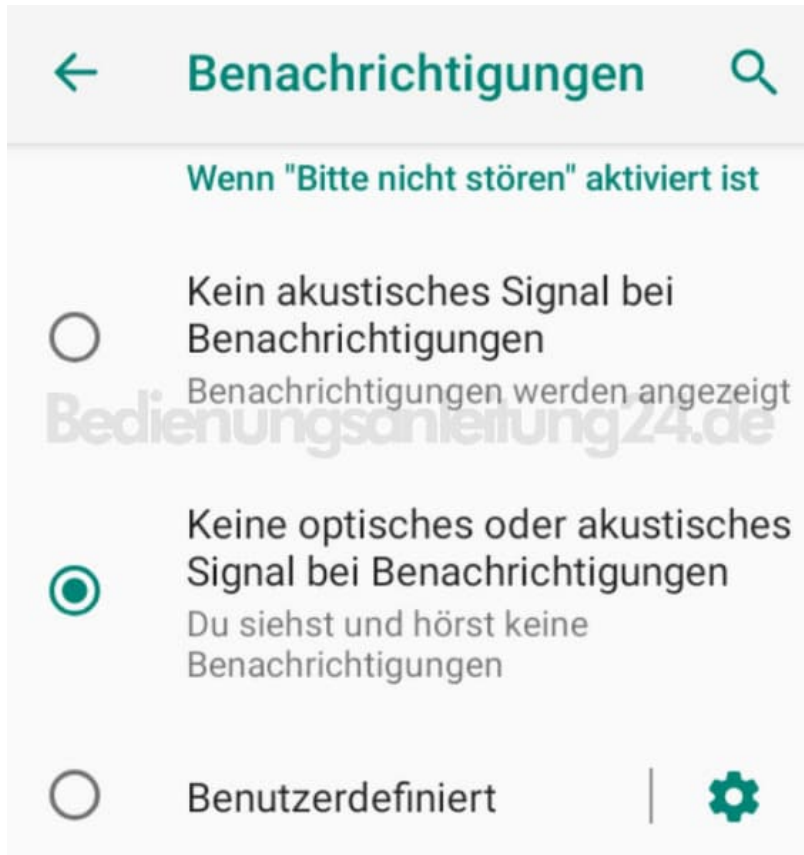 Benachrichtigungen
Wenn "Bitte nicht stören" aktiviert ist
Kein akustisches Signal bei
Benachrichtigungen
Benachrichtigungen werden angezeigt
Bedienungsanleitung24.de
Keine optisches oder akustisches
Signal bei Benachrichtigungen
Du siehst und hörst keine
Benachrichtigungen
Benutzerdefiniert